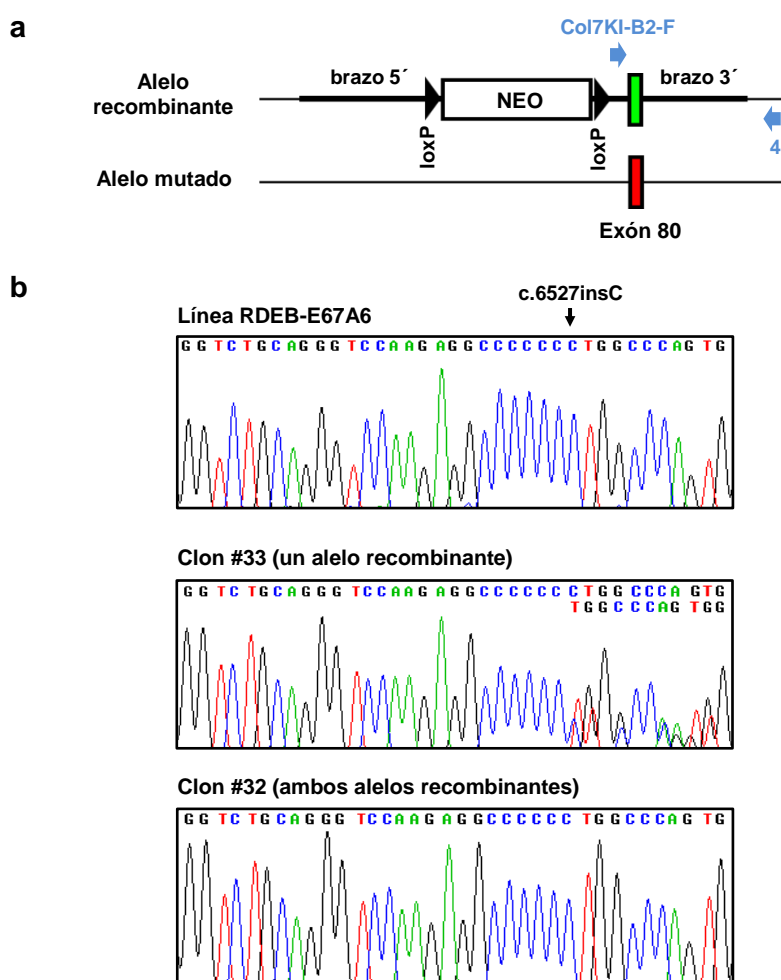 a
Col7KI-B2-F
Alelo recombinante
brazo 5´
NEO
brazo 3´
loxP
loxP
4
Alelo mutado
Exón 80
b
c.6527insC
Línea RDEB-E67A6
G G T C T G C A G G G T C C A A G A G G C C C C C C C T G G C C C A G T G
Clon #33 (un alelo recombinante)
G G T C T G C A G G G T C C A A G A G G C C C C C C C T G G C C C A G T G
T G G C C C A G T G G
Clon #32 (ambos alelos recombinantes)
G G T C T G C A G G G T C C A A G A G G C C C C C C T G G C C C A G T G